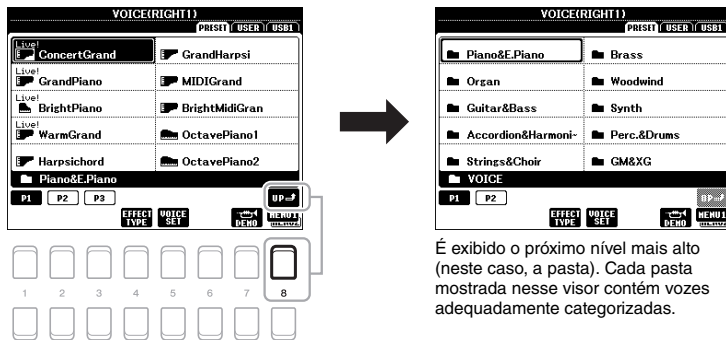 VOICE(RIGHT1)
PRESET USER USB1
Live! ConcertGrand GrandHarpsi
Live! GrandPiano MIDIGrand
Live! BrightPiano BrightMidiGran
Live! WarmGrand OctavePiano1
Harpsichord OctavePiano2
Piano&E.Piano
P1 P2 P3 UP
EFFECT TYPE VOICE SET DEMO MENU1
1 2 3 4 5 6 7 8
VOICE(RIGHT1)
PRESET USER USB1
Piano&E.Piano Brass
Organ Woodwind
Guitar&Bass Synth
Accordion&Harmoni~ Perc.&Drums
Strings&Choir GM&XG
VOICE
P1 P2 UP
EFFECT TYPE VOICE SET DEMO MENU1
É exibido o próximo nível mais alto
(neste caso, a pasta). Cada pasta
mostrada nesse visor contém vozes
adequadamente categorizadas.